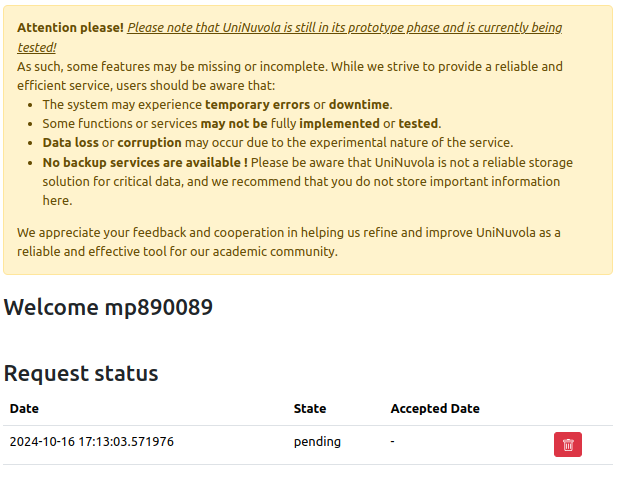 Attention please! Please note that UniNuvola is still in its prototype phase and is currently being
tested!
As such, some features may be missing or incomplete. While we strive to provide a reliable and
efficient service, users should be aware that:
• The system may experience temporary errors or downtime.
• Some functions or services may not be fully implemented or tested.
• Data loss or corruption may occur due to the experimental nature of the service.
• No backup services are available ! Please be aware that UniNuvola is not a reliable storage
solution for critical data, and we recommend that you do not store important information
here.
We appreciate your feedback and cooperation in helping us refine and improve UniNuvola as a
reliable and effective tool for our academic community.
Welcome mp890089
Request status
Date State Accepted Date
2024-10-16 17:13:03.571976 pending -